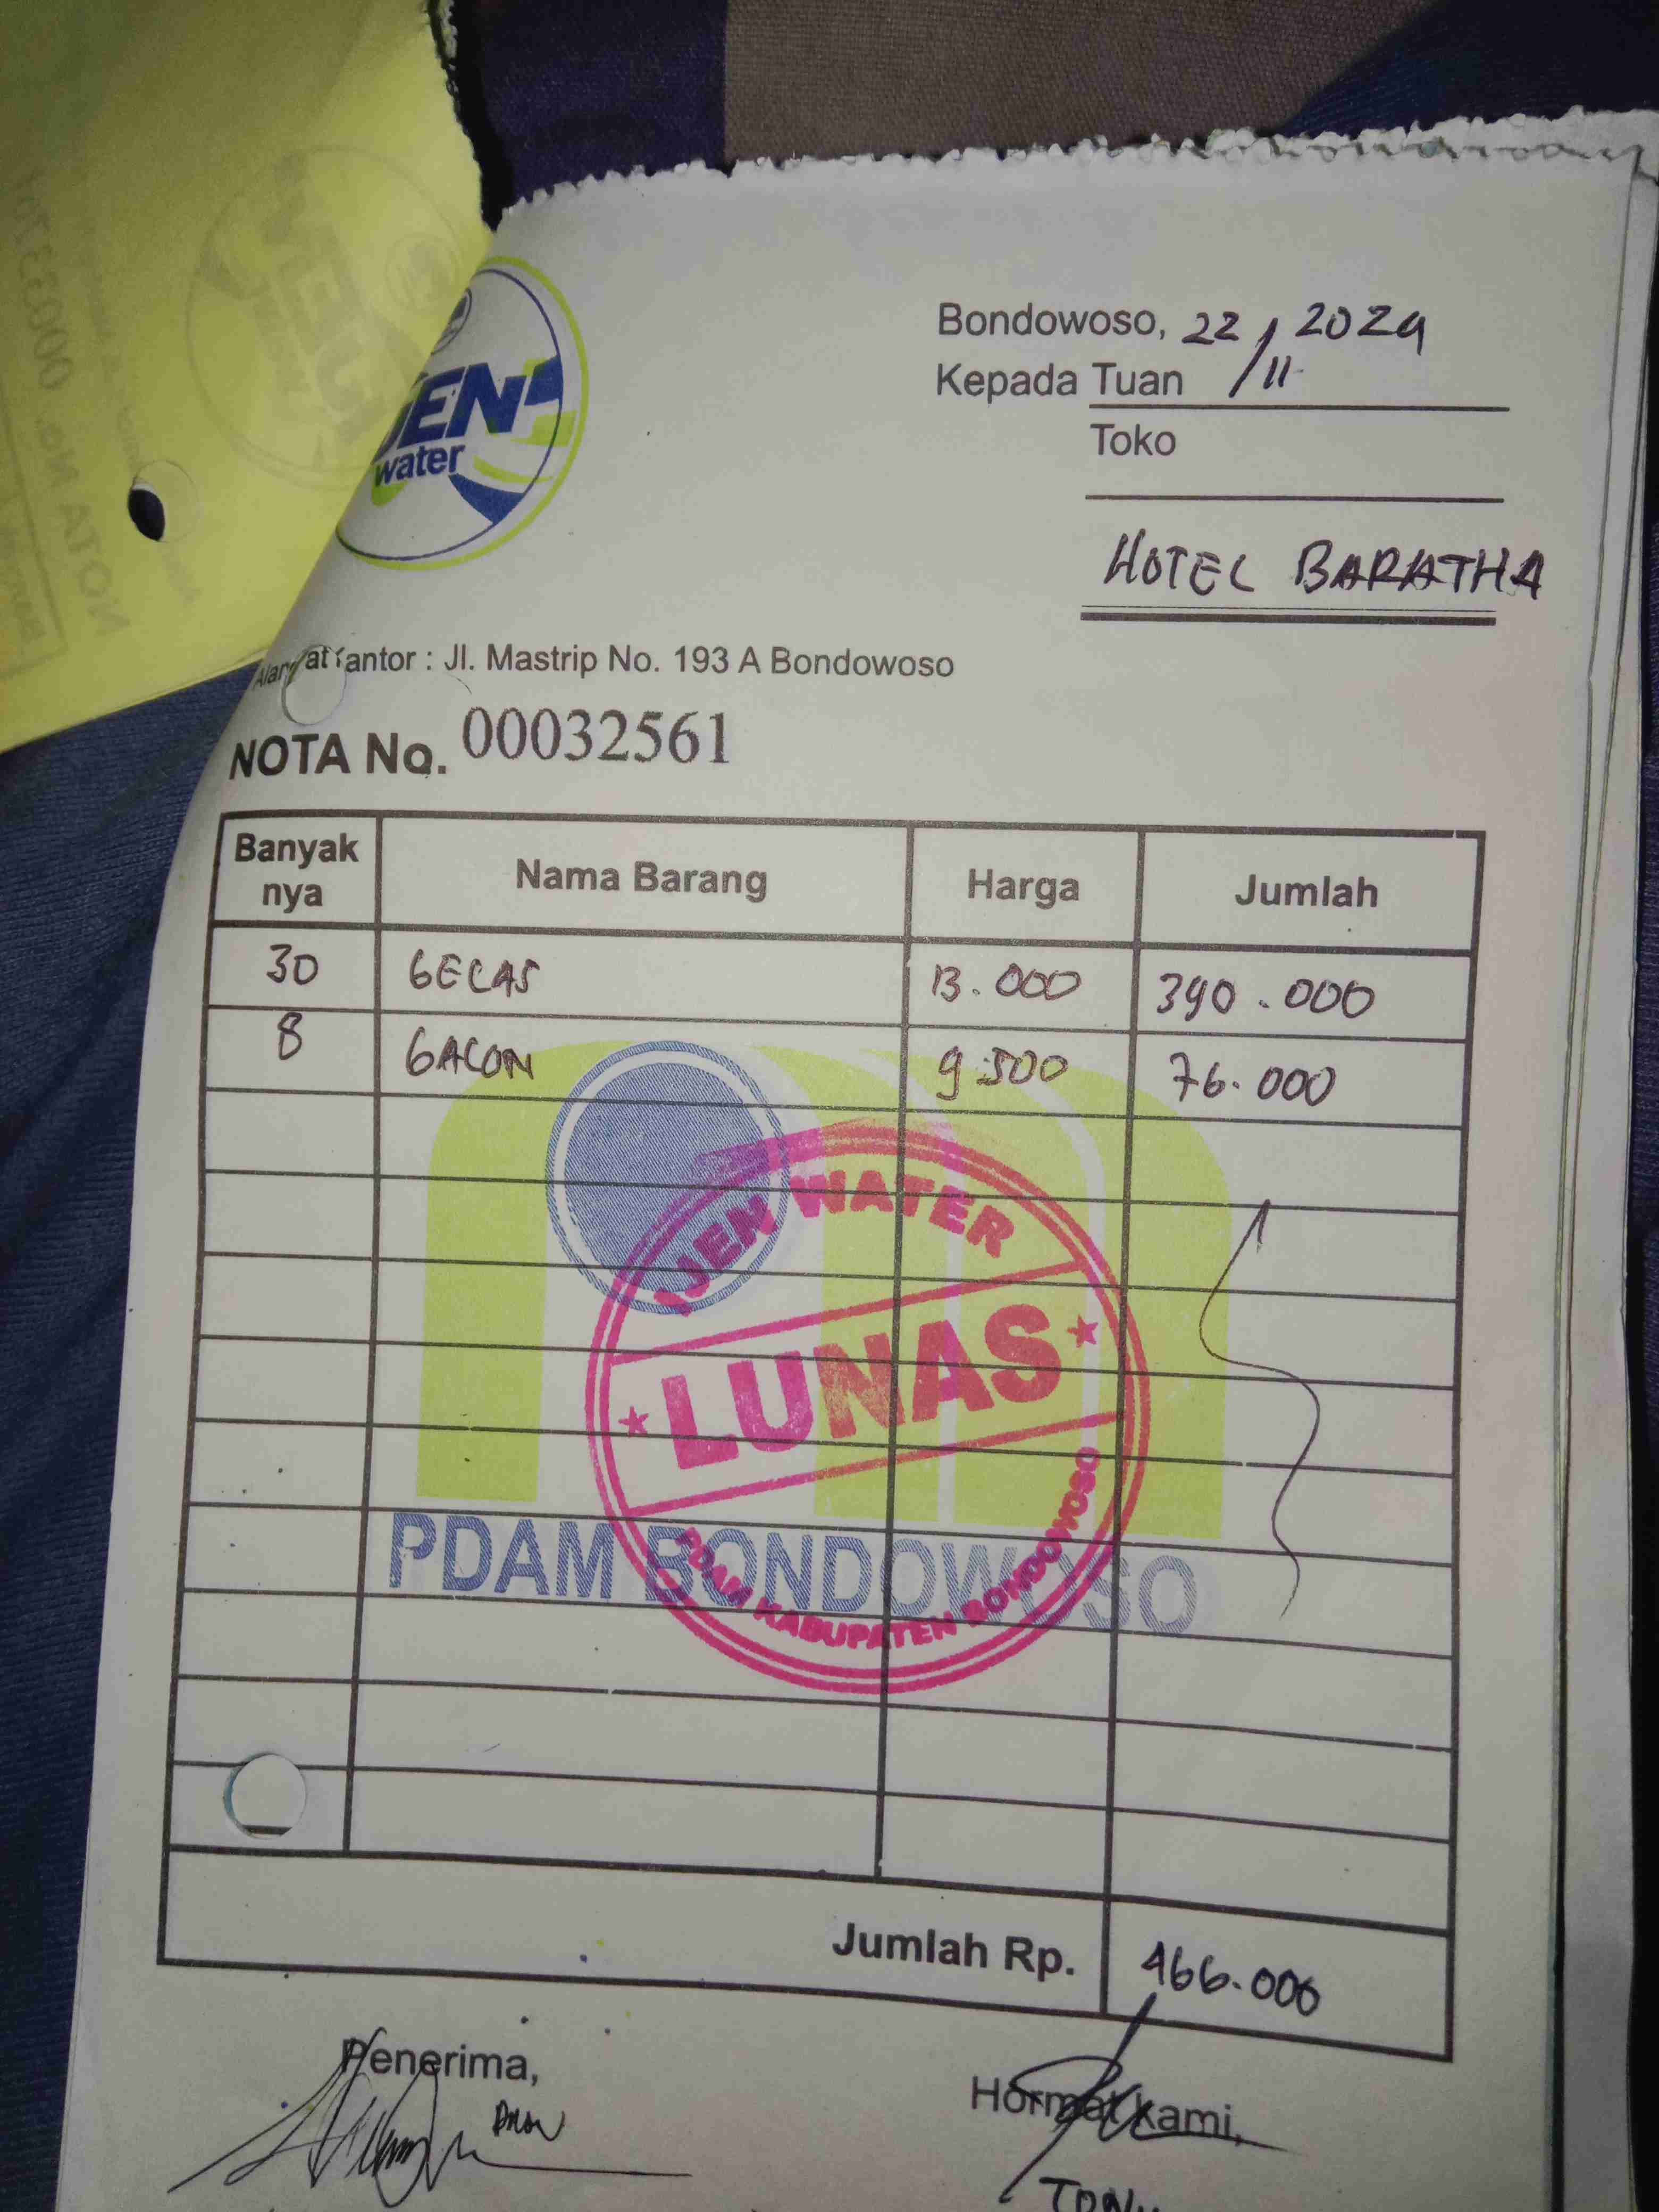 Bondowoso, 22/11 2024
Kepada Tuan
Toko
HOTEL BARATHA
JEN
water
Kantor : Jl. Mastrip No. 193 A Bondowoso
NOTA No. 00032561
Banyak nya Nama Barang Harga Jumlah
30 GELAS 13.000 390.000
8 GALON 9.500 76.000
IJEN WATER
LUNAS
PDAM KABUPATEN BONDOWOSO
PDAM BONDOWOSO
Jumlah Rp. 466.000
Penerima,
Hormat kami,